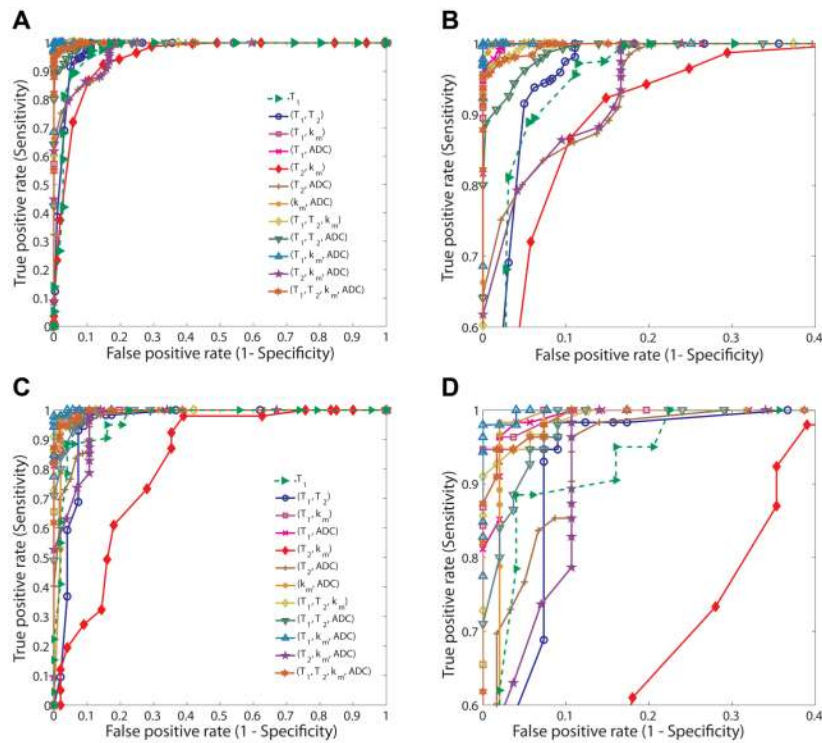 A
True positive rate (Sensitivity)
1
0.9
0.8
0.7
0.6
0.5
0.4
0.3
0.2
0.1
0
T1
(T1, T2)
(T1, km)
(T1, ADC)
(T2, km)
(T2, ADC)
(km, ADC)
(T1, T2, km)
(T1, T2, ADC)
(T1, km, ADC)
(T2, km, ADC)
(T1, T2, km, ADC)
0 0.1 0.2 0.3 0.4 0.5 0.6 0.7 0.8 0.9 1
False positive rate (1- Specificity)
B
True positive rate (Sensitivity)
1
0.9
0.8
0.7
0.6
0 0.1 0.2 0.3 0.4
False positive rate (1- Specificity)
C
True positive rate (Sensitivity)
1
0.9
0.8
0.7
0.6
0.5
0.4
0.3
0.2
0.1
0
T1
(T1, T2)
(T1, km)
(T1, ADC)
(T2, km)
(T2, ADC)
(km, ADC)
(T1, T2, km)
(T1, T2, ADC)
(T1, km, ADC)
(T2, km, ADC)
(T1, T2, km, ADC)
0 0.1 0.2 0.3 0.4 0.5 0.6 0.7 0.8 0.9 1
False positive rate (1 - Specificity)
D
True positive rate (Sensitivity)
1
0.9
0.8
0.7
0.6
0 0.1 0.2 0.3 0.4
False positive rate (1 - Specificity)